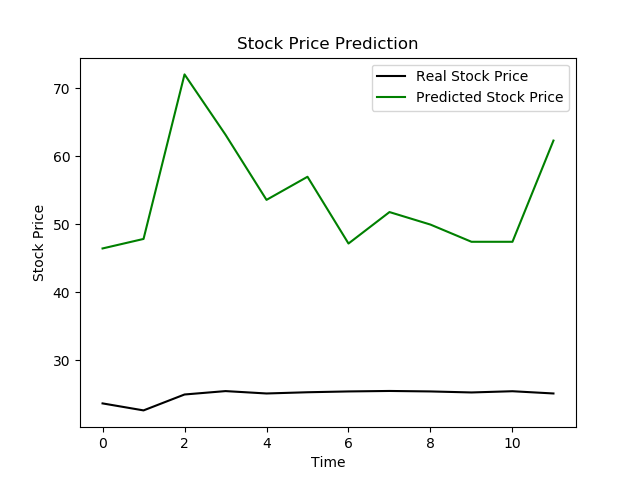 Stock Price Prediction
Real Stock Price
Predicted Stock Price
Stock Price
70
60
50
40
30
0 2 4 6 8 10
Time